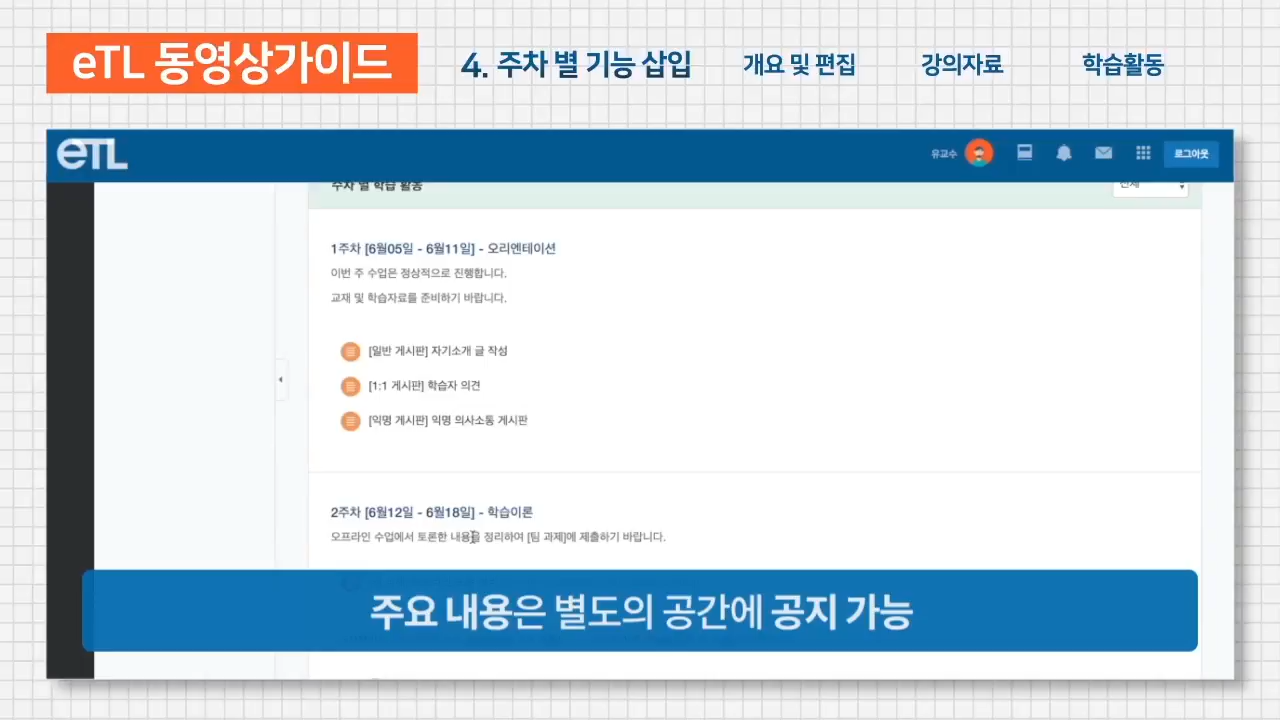 eTL 동영상가이드
4. 주차 별 기능 삽입
개요 및 편집
강의자료
학습활동
eTL
유교수
로그아웃
주차 별 학습 활동
전체
1주차 [6월05일 - 6월11일] - 오리엔테이션
이번 주 수업은 정상적으로 진행합니다.
교재 및 학습자료를 준비하기 바랍니다.
[일반 게시판] 자기소개 글 작성
[1:1 게시판] 학습자 의견
[익명 게시판] 익명 의사소통 게시판
2주차 [6월12일 - 6월18일] - 학습이론
오프라인 수업에서 토론한 내용을 정리하여 [팀 과제]에 제출하기 바랍니다.
주요 내용은 별도의 공간에 공지 가능